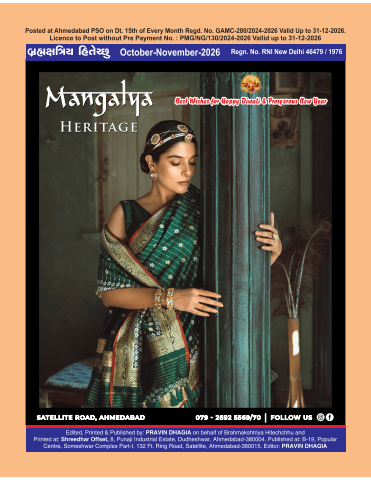 Posted at Ahmedabad PSO on Dt. 15th of Every Month Regd. No. GAMC-280/2024-2026 Valid Up to 31-12-2026.
Licence to Post without Pre Payment No. : PMG/NG/130/2024-2026 Vallid up to 31-12-2026
બ્રહ્મક્ષત્રિય હિતેચ્છુ October-November-2026 Regn. No. RNI New Delhi 46479 / 1976
Mangalya
HERITAGE
Best Wishes for Happy Diwali & Prosperous New Year
SATELLITE ROAD, AHMEDABAD 079 - 2692 5569/70 | FOLLOW US
Edited, Printed & Published by: PRAVIN DHAGIA on behalf of Brahmakshtriya Hitechchhu and
Printed at: Shreedhar Offset, 8, Punaji Industrial Estate, Dudheshwar, Ahmedabad-380004. Published at: B-19, Popular
Centre, Someshwar Complex Part-I, 132 Ft. Ring Road, Satellite, Ahmedabad-380015. Editor: PRAVIN DHAGIA